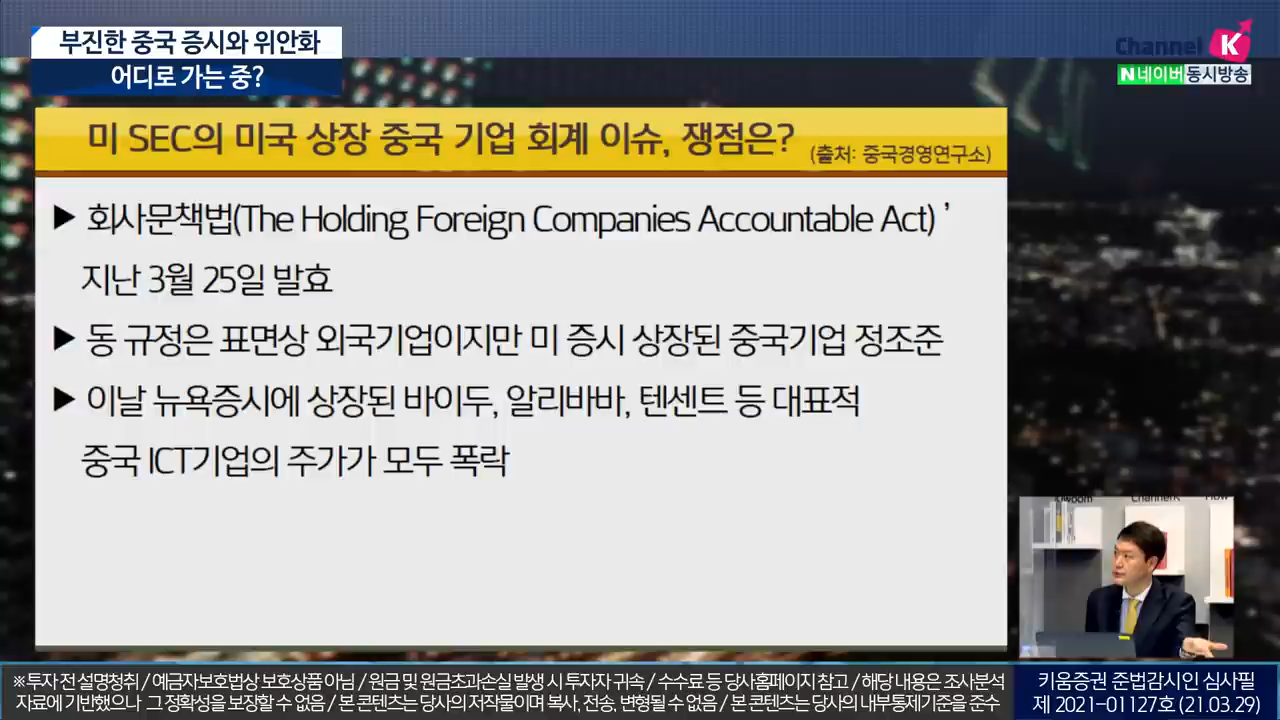 부진한 중국 증시와 위안화
어디로 가는 중?
Channel K
N 네이버 동시방송
미 SEC의 미국 상장 중국 기업 회계 이슈, 쟁점은? (출처: 중국경영연구소)
▶ 회사문책법(The Holding Foreign Companies Accountable Act) ’
지난 3월 25일 발효
▶ 동 규정은 표면상 외국기업이지만 미 증시 상장된 중국기업 정조준
▶ 이날 뉴욕증시에 상장된 바이두, 알리바바, 텐센트 등 대표적
중국 ICT기업의 주가가 모두 폭락
※ 투자 전 설명청취 / 예금자보호법상 보호상품 아님 / 원금 및 원금초과손실 발생 시 투자자 귀속 / 수수료 등 당사홈페이지 참고 / 해당 내용은 조사분석
자료에 기반했으나 그 정확성을 보장할 수 없음 / 본 콘텐츠는 당사의 저작물이며 복사, 전송, 변형될 수 없음 / 본 콘텐츠는 당사의 내부통제기준을 준수
키움증권 준법감시인 심사필
제 2021-01127호 (21.03.29)